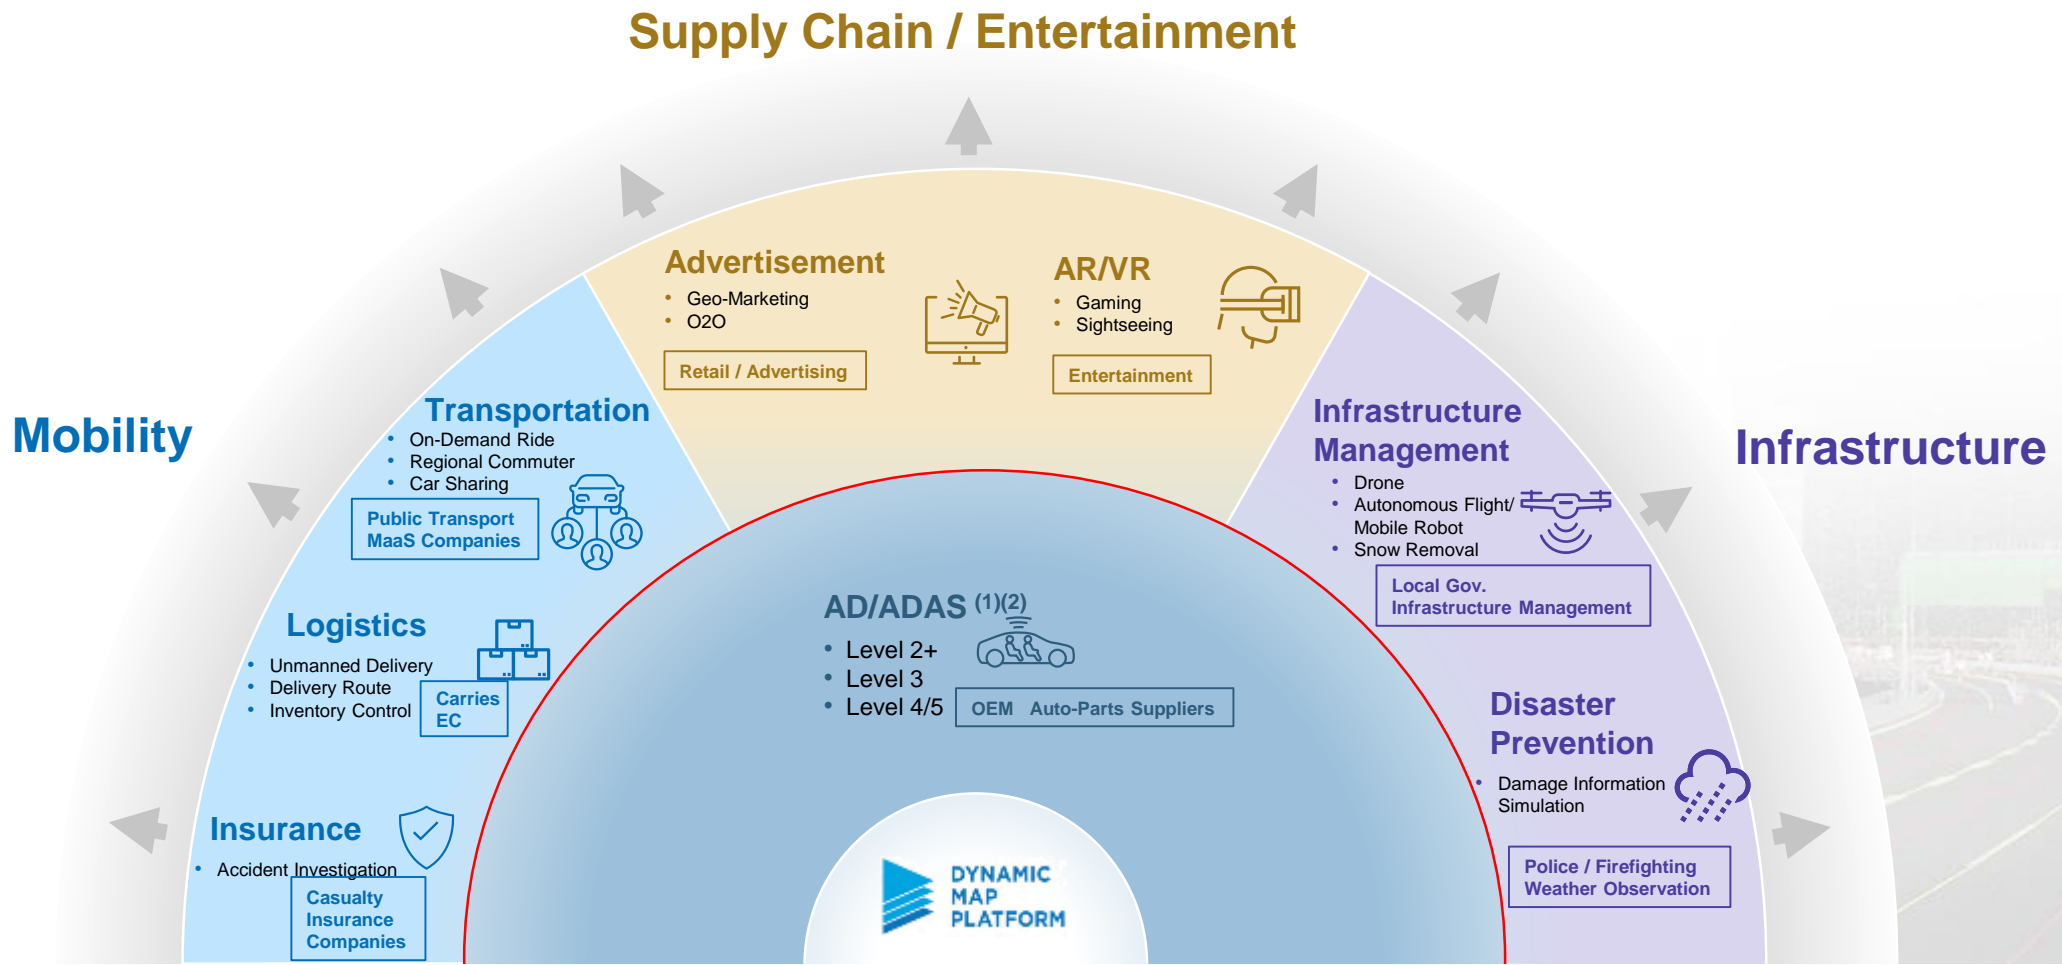 Supply Chain / Entertainment
Mobility
Infrastructure
Advertisement
• Geo-Marketing
• O2O
Retail / Advertising
AR/VR
• Gaming
• Sightseeing
Entertainment
Transportation
• On-Demand Ride
• Regional Commuter
• Car Sharing
Public Transport
MaaS Companies
Logistics
• Unmanned Delivery
• Delivery Route
• Inventory Control
Carries
EC
Insurance
• Accident Investigation
Casualty
Insurance
Companies
AD/ADAS (1)(2)
• Level 2+
• Level 3
• Level 4/5
OEM Auto-Parts Suppliers
DYNAMIC
MAP
PLATFORM
Infrastructure
Management
• Drone
• Autonomous Flight/
Mobile Robot
• Snow Removal
Local Gov.
Infrastructure Management
Disaster
Prevention
• Damage Information
Simulation
Police / Firefighting
Weather Observation